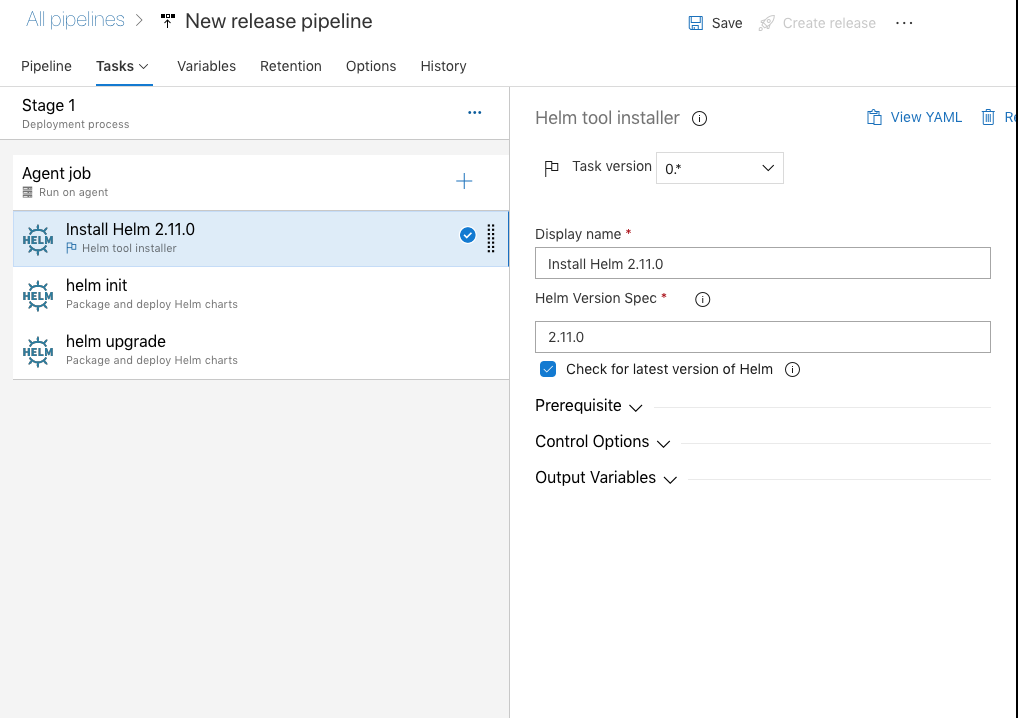 All pipelines > New release pipeline
Save
Create release
Pipeline
Tasks
Variables
Retention
Options
History
Stage 1
Deployment process
Agent job
Run on agent
HELM
Install Helm 2.11.0
Helm tool installer
HELM
helm init
Package and deploy Helm charts
HELM
helm upgrade
Package and deploy Helm charts
Helm tool installer
View YAML
Task version
0.*
Display name *
Install Helm 2.11.0
Helm Version Spec *
2.11.0
Check for latest version of Helm
Prerequisite
Control Options
Output Variables